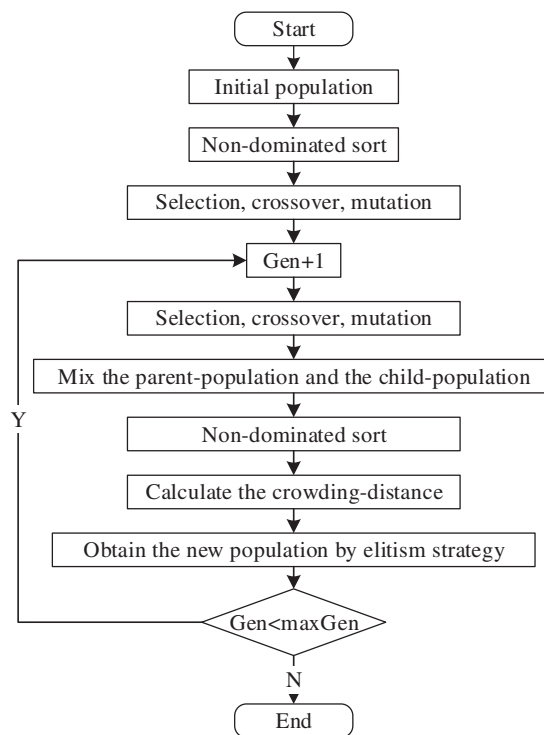 Start
Initial population
Non-dominated sort
Selection, crossover, mutation
Gen+1
Selection, crossover, mutation
Mix the parent-population and the child-population
Y
Non-dominated sort
Calculate the crowding-distance
Obtain the new population by elitism strategy
Gen<maxGen
N
End